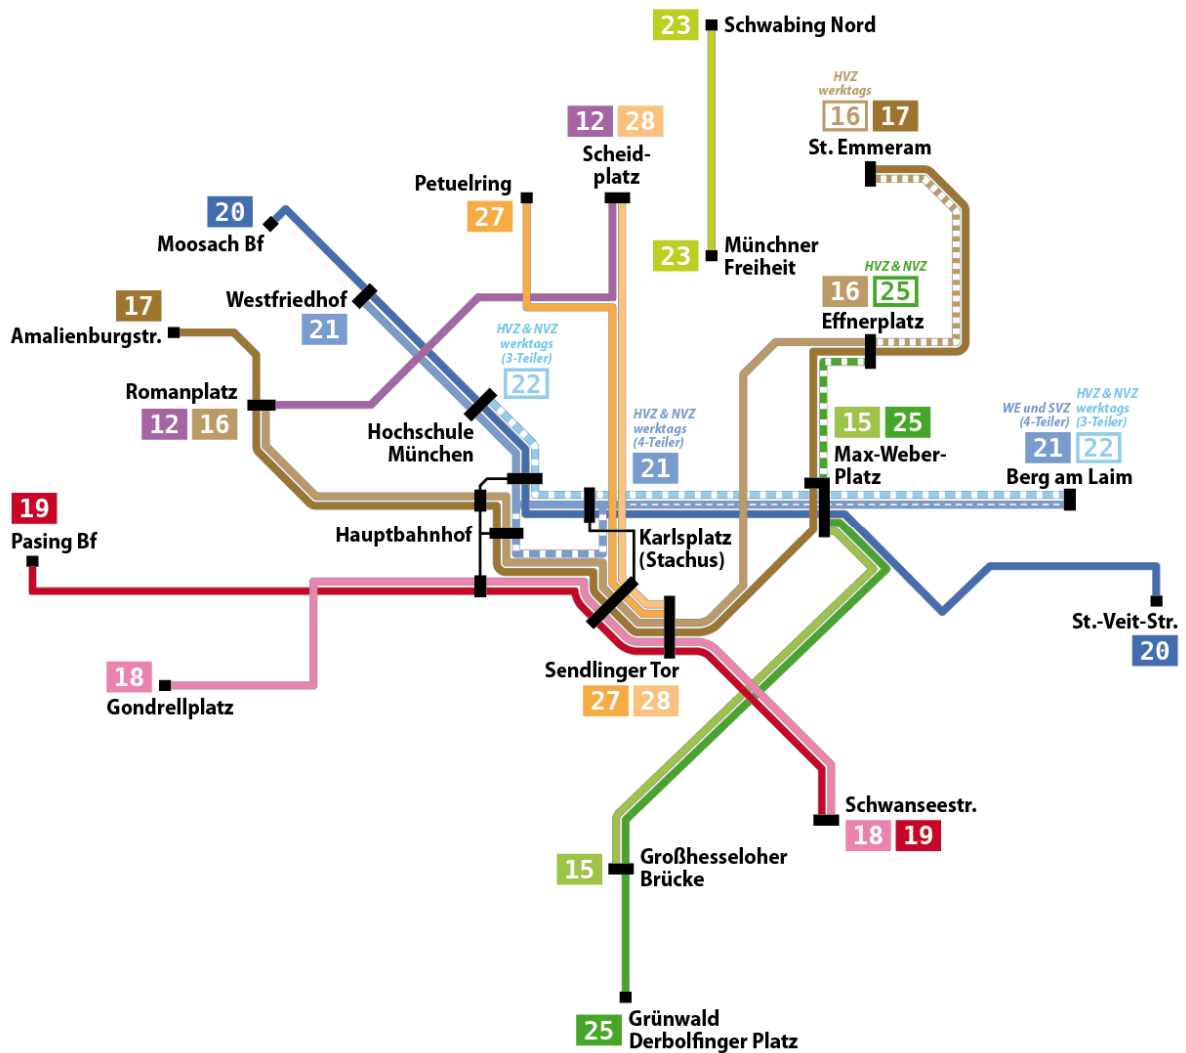 23 Schwabing Nord
HVZ
werktags
16 17
St. Emmeram
12 28
Scheid-
platz
Petuelring
27
20
Moosach Bf
23 Münchner
Freiheit
Westfriedhof
21
HVZ & NVZ
16 25
Effnerplatz
17
Amalienburgstr.
HVZ & NVZ
werktags
(3-Teiler)
22
Romanplatz
12 16
Hochschule
München
HVZ & NVZ
werktags
(4-Teiler)
21
15 25
Max-Weber-
Platz
WE und SVZ
(4-Teiler)
21
HVZ & NVZ
werktags
(3-Teiler)
22
Berg am Laim
19
Pasing Bf
Hauptbahnhof
Karlsplatz
(Stachus)
St.-Veit-Str.
20
18
Gondrellplatz
Sendlinger Tor
27 28
Schwanseestr.
18 19
15 Großhesseloher
Brücke
25 Grünwald
Derbolfinger Platz